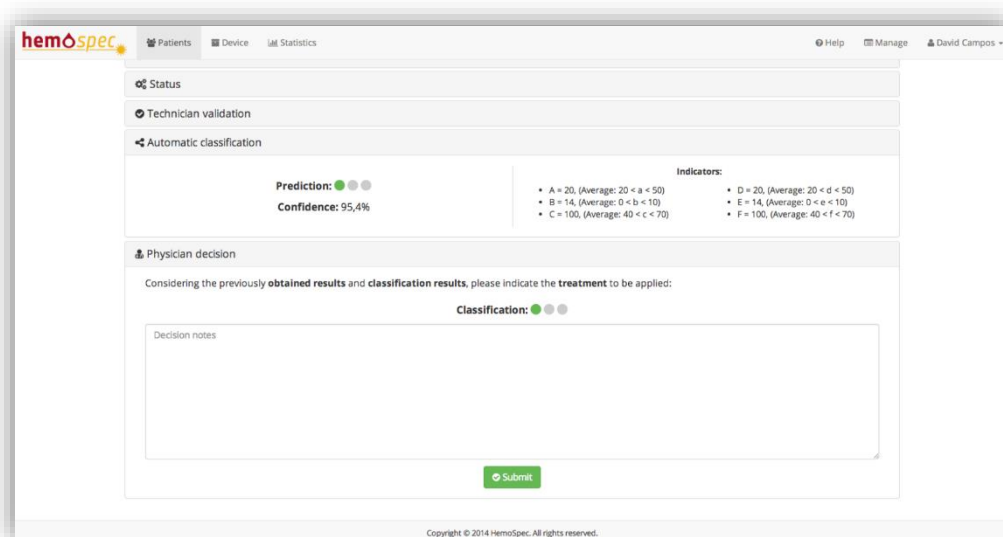 hemospec
Patients Device Statistics Help Manage David Campos
Status
Technician validation
Automatic classification
Prediction:
Confidence: 95,4%
Indicators:
A = 20, (Average: 20 < a < 50)
B = 14, (Average: 0 < b < 10)
C = 100, (Average: 40 < c < 70)
D = 20, (Average: 20 < d < 50)
E = 14, (Average: 0 < e < 10)
F = 100, (Average: 40 < f < 70)
Physician decision
Considering the previously obtained results and classification results, please indicate the treatment to be applied:
Classification:
Decision notes
Submit
Copyright © 2014 HemoSpec. All rights reserved.